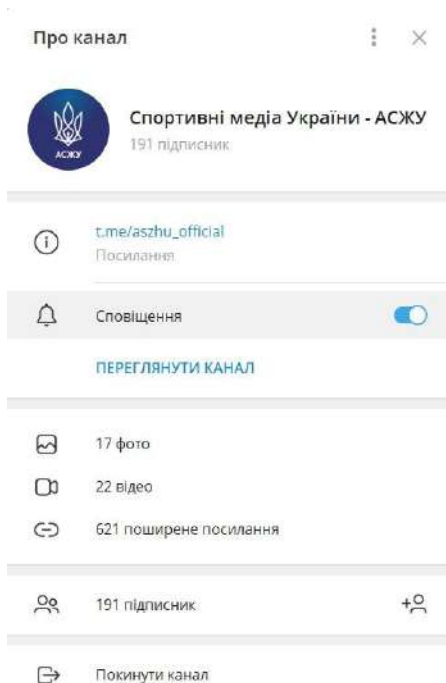 Про канал
АСЖУ
Спортивні медіа України - АСЖУ
191 підписник
t.me/aszhu_official
Посилання
Сповіщення
ПЕРЕГЛЯНУТИ КАНАЛ
17 фото
22 відео
621 поширене посилання
191 підписник
Покинути канал